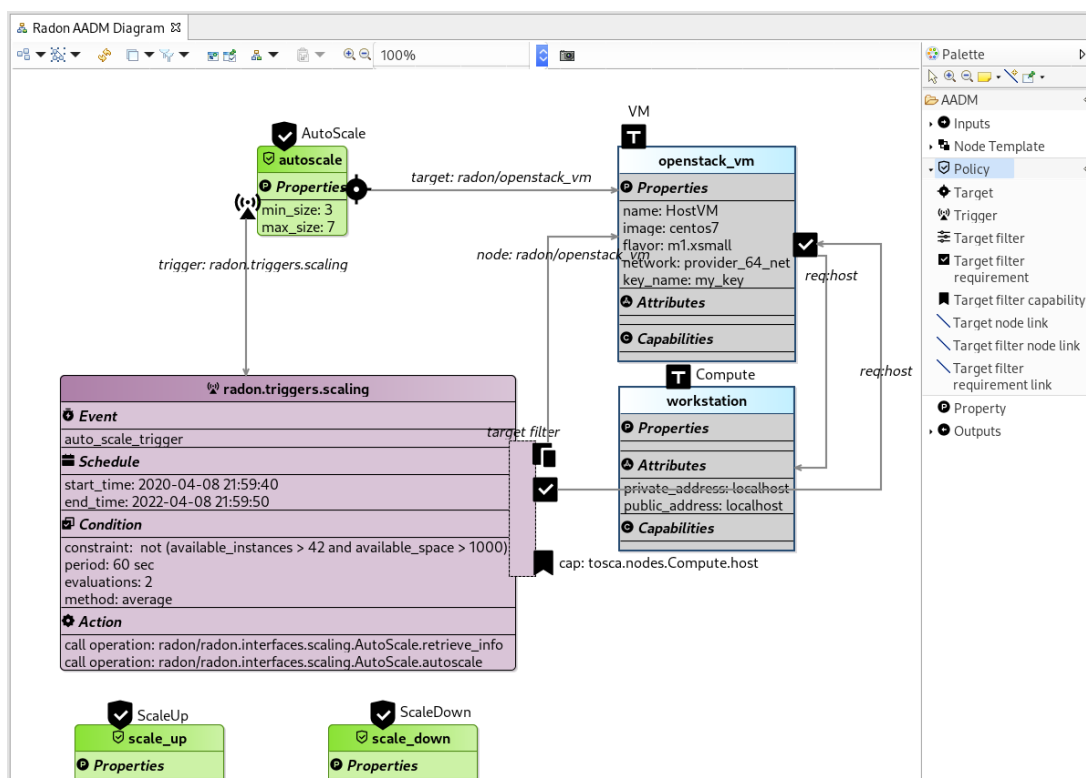 Radon AADM Diagram
100%
VM
AutoScale
autoscale
Properties
min_size: 3
max_size: 7
target: radon/openstack_vm
trigger: radon.triggers.scaling
openstack_vm
Properties
name: HostVM
image: centos7
flavor: m1.xsmall
network: provider_64_net
key_name: my_key
Attributes
Capabilities
node: radon/openstack_vm
req:host
req:host
Compute
workstation
Properties
Attributes
private_address: localhost
public_address: localhost
Capabilities
radon.triggers.scaling
Event
auto_scale_trigger
Schedule
start_time: 2020-04-08 21:59:40
end_time: 2022-04-08 21:59:50
Condition
constraint: not (available_instances > 42 and available_space > 1000)
period: 60 sec
evaluations: 2
method: average
Action
call operation: radon/radon.interfaces.scaling.AutoScale.retrieve_info
call operation: radon/radon.interfaces.scaling.AutoScale.autoscale
target filter
cap: tosca.nodes.Compute.host
ScaleUp
scale_up
Properties
ScaleDown
scale_down
Properties
Palette
AADM
Inputs
Node Template
Policy
Target
Trigger
Target filter
Target filter
requirement
Target filter capability
Target node link
Target filter node link
Target filter
requirement link
Property
Outputs